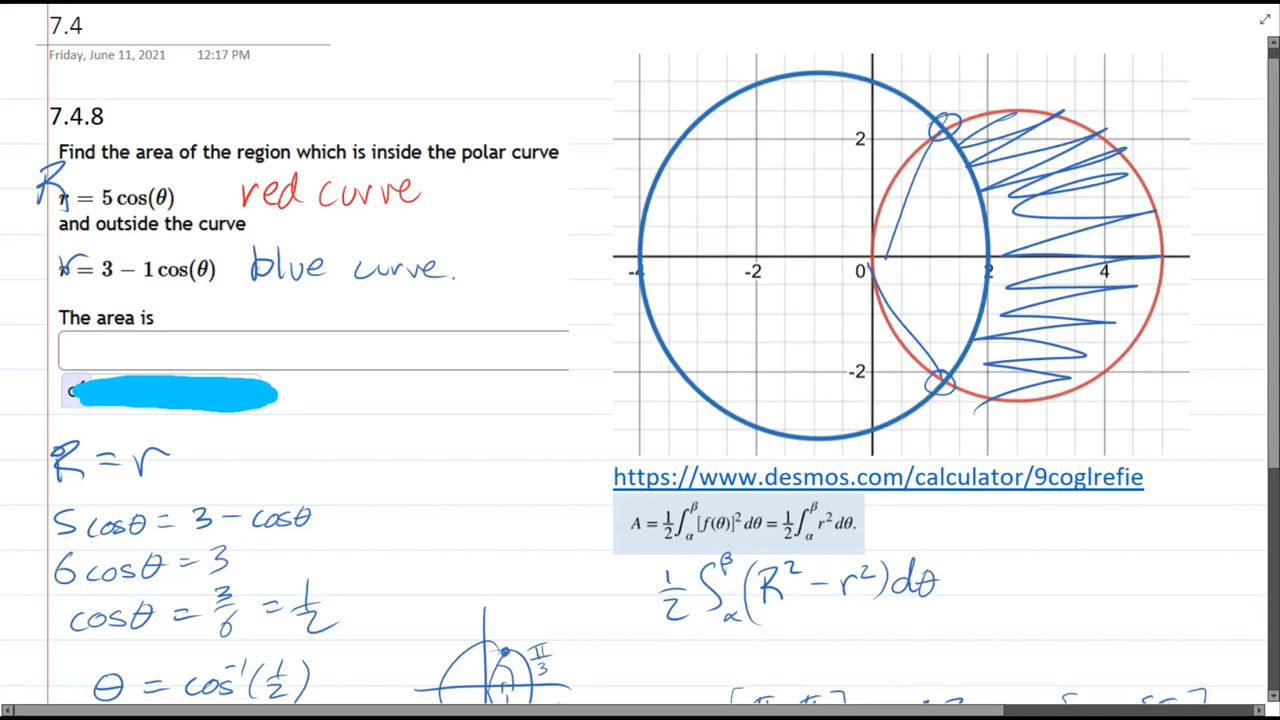 7.4
Friday, June 11, 2021 12:17 PM
7.4.8
Find the area of the region which is inside the polar curve
R = 5 cos(θ) red curve
and outside the curve
r = 3 − 1 cos(θ) blue curve.
The area is
R = r
5 cosθ = 3 − cosθ
6 cosθ = 3
cosθ = 3/6 = 1/2
θ = cos⁻¹(1/2)
π/3
2
-4 -2 0 2 4
-2
https://www.desmos.com/calculator/9coglrefie
A = 1/2 ∫_α^β [f(θ)]² dθ = 1/2 ∫_α^β r² dθ.
1/2 ∫_α^β (R² − r²) dθ